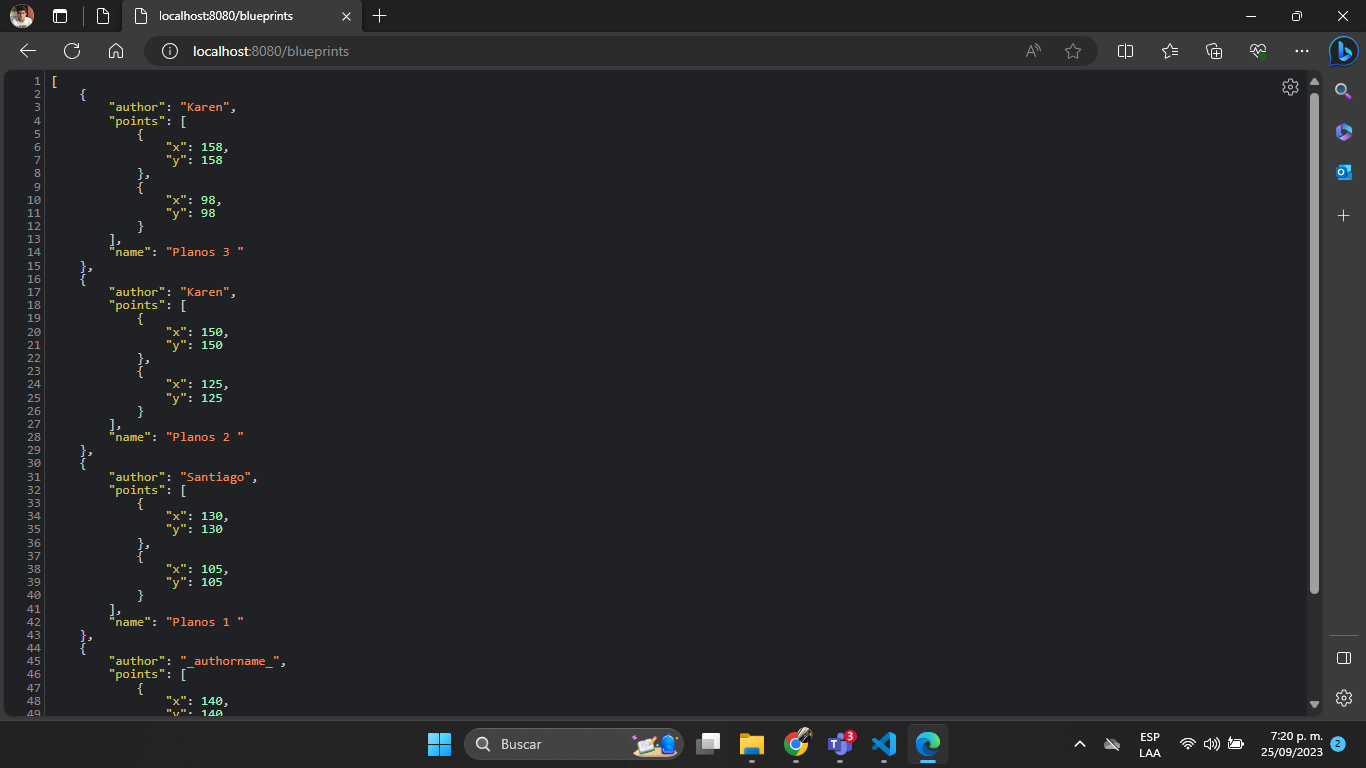 localhost:8080/blueprints
localhost:8080/blueprints
1 [
2     {
3         "author": "Karen",
4         "points": [
5             {
6                 "x": 158,
7                 "y": 158
8             },
9             {
10                 "x": 98,
11                 "y": 98
12             }
13         ],
14         "name": "Planos 3 "
15     },
16     {
17         "author": "Karen",
18         "points": [
19             {
20                 "x": 150,
21                 "y": 150
22             },
23             {
24                 "x": 125,
25                 "y": 125
26             }
27         ],
28         "name": "Planos 2 "
29     },
30     {
31         "author": "Santiago",
32         "points": [
33             {
34                 "x": 130,
35                 "y": 130
36             },
37             {
38                 "x": 105,
39                 "y": 105
40             }
41         ],
42         "name": "Planos 1 "
43     },
44     {
45         "author": "_authorname_",
46         "points": [
47             {
48                 "x": 140,
49                 "y": 140
Buscar
3
ESP
LAA
7:20 p. m.
25/09/2023
2